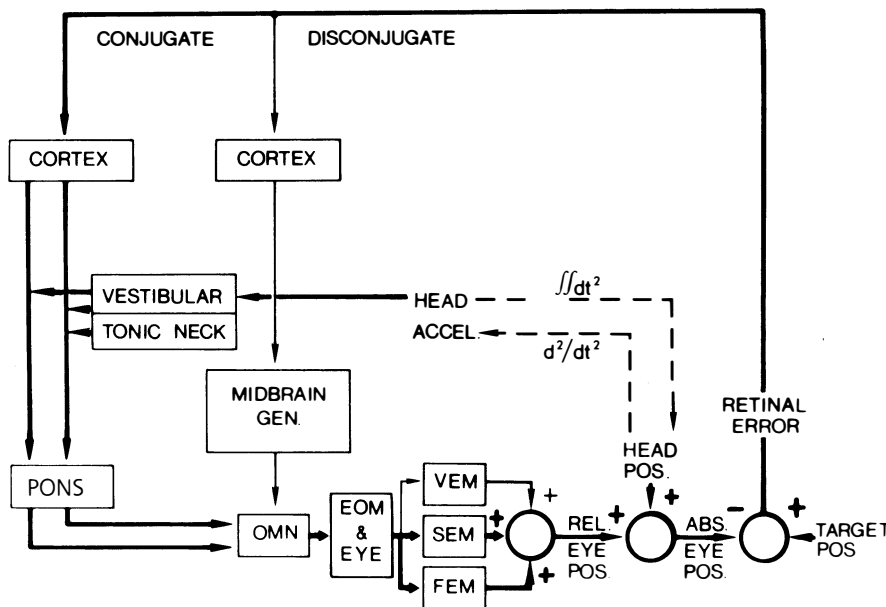 CONJUGATE
DISCONJUGATE
CORTEX
CORTEX
VESTIBULAR
TONIC NECK
HEAD
ACCEL.
∬dt²
d²/dt²
MIDBRAIN
GEN.
RETINAL
ERROR
HEAD
POS.
PONS
OMN
EOM
&
EYE
VEM
SEM
FEM
+
+
+
REL.
EYE
POS.
+
+
ABS.
EYE
POS.
-
+
TARGET
POS